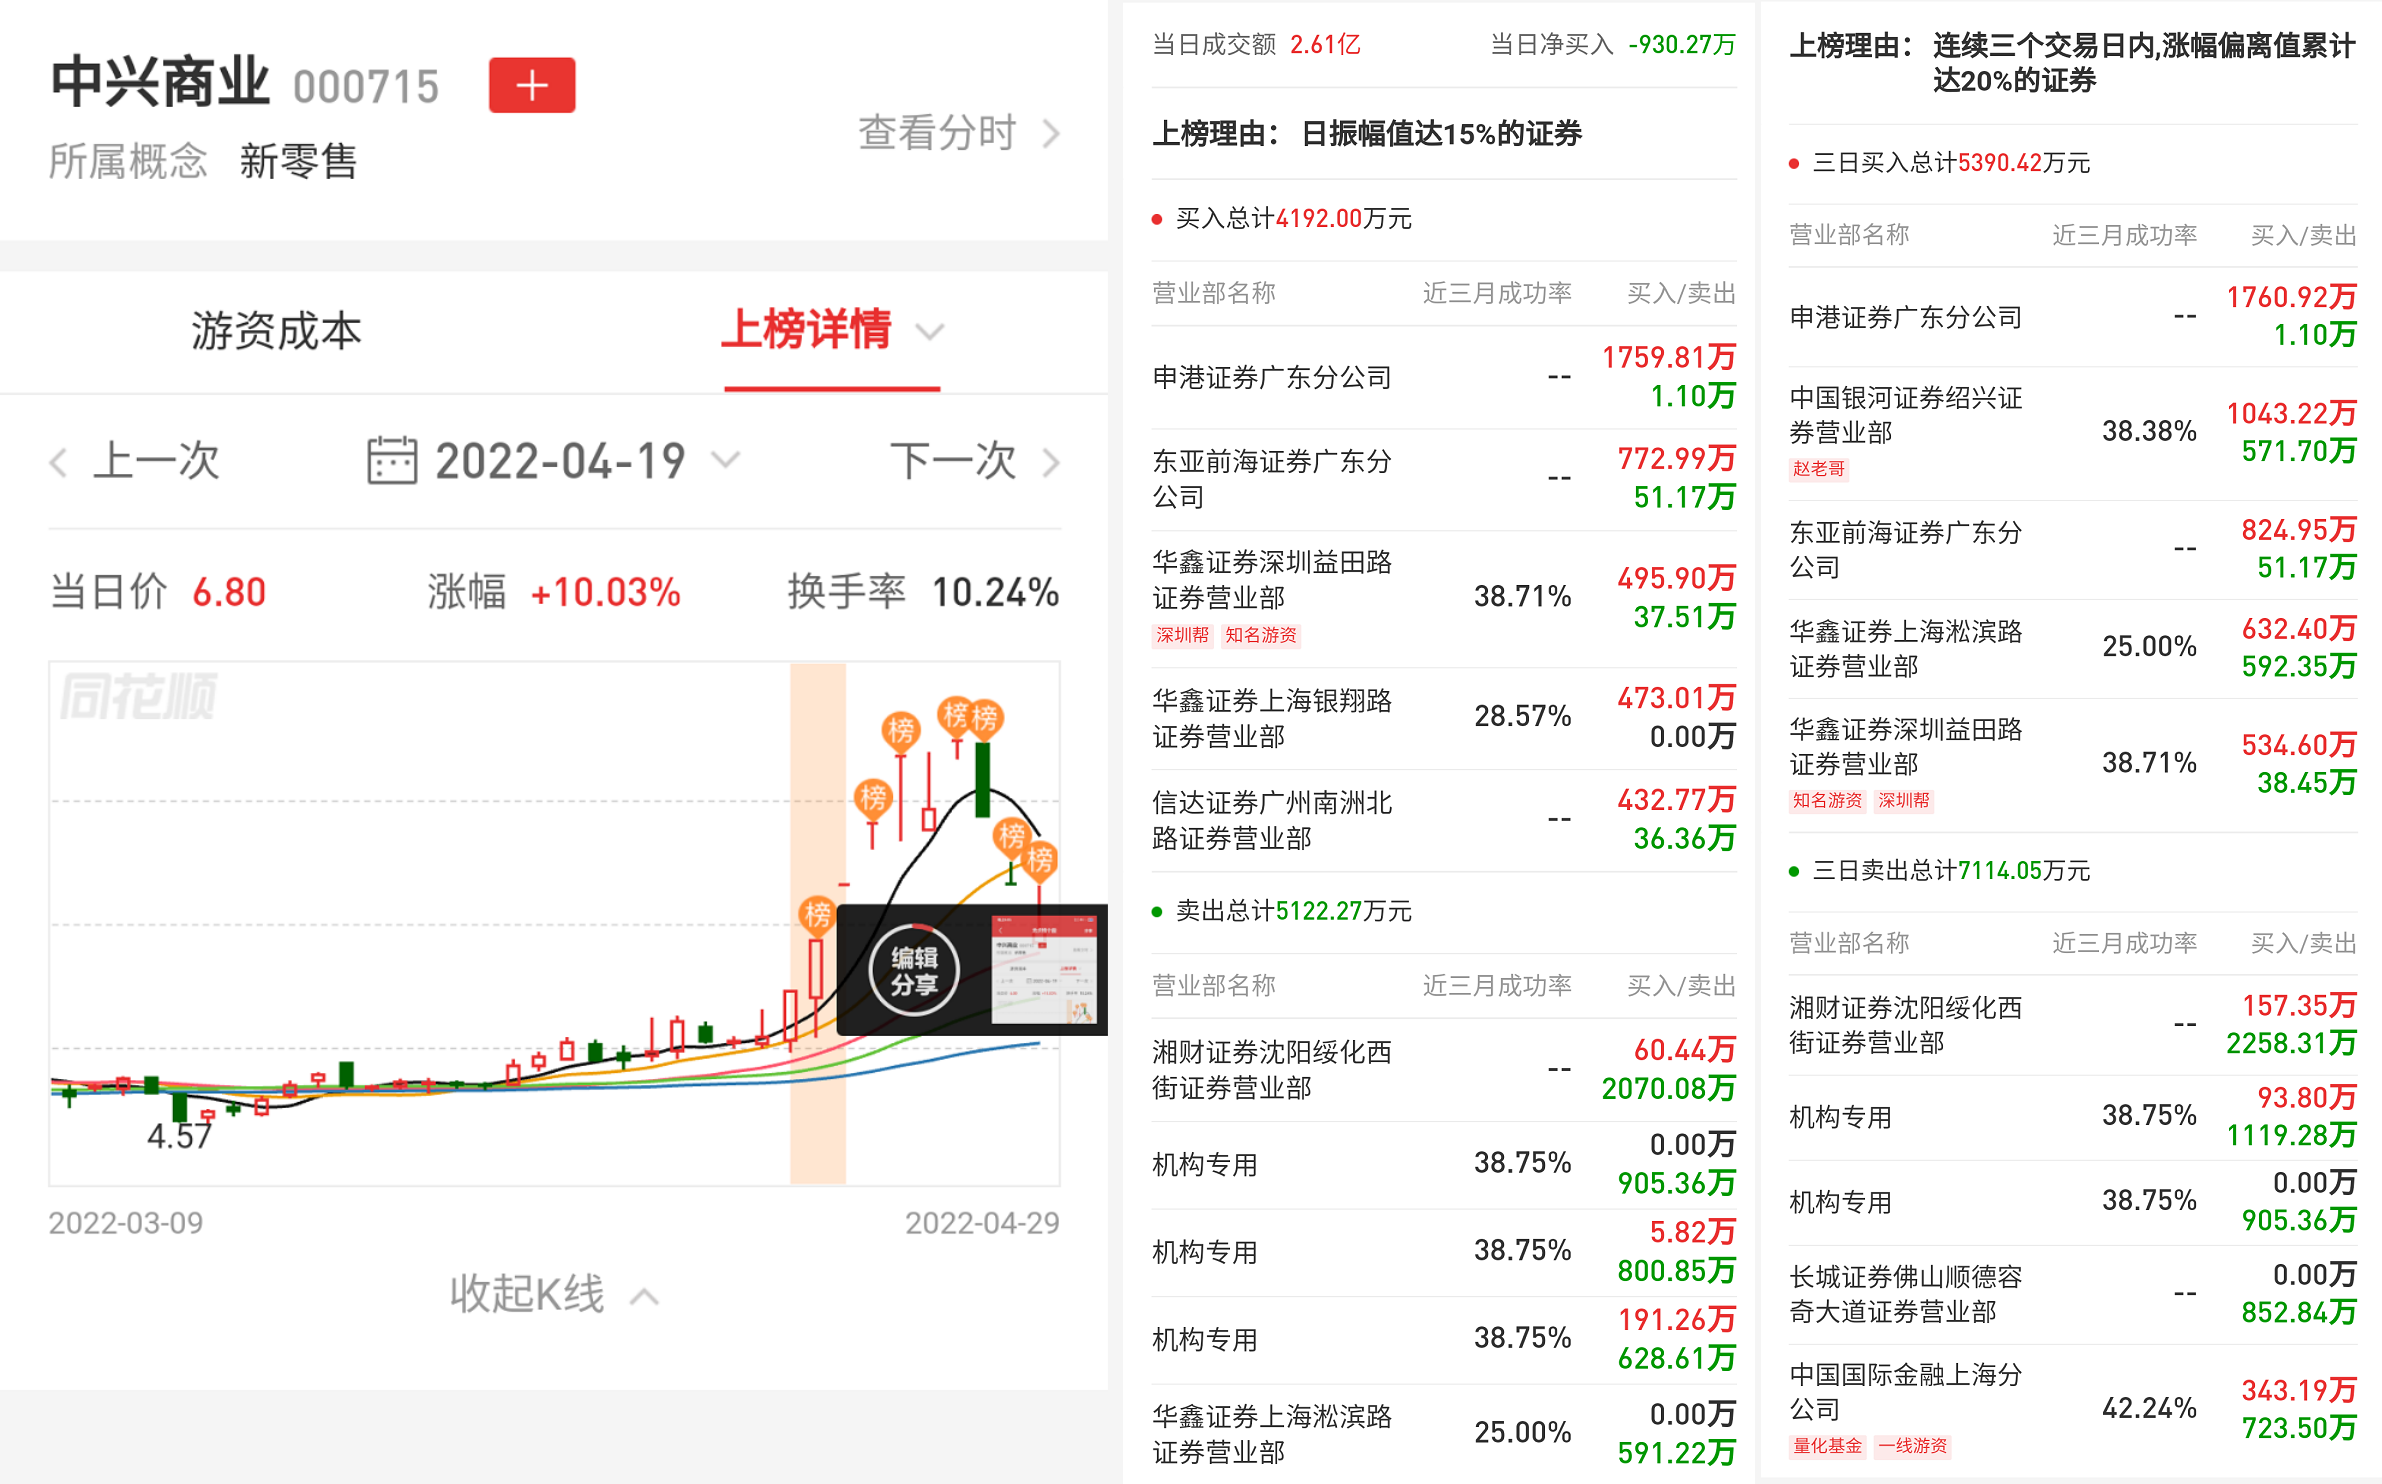 中兴商业 000715 +
查看分时
所属概念 新零售
游资成本 上榜详情
上一次 2022-04-19 下一次
当日价 6.80 涨幅 +10.03% 换手率 10.24%
同花顺
榜 榜
榜
榜
榜
榜
榜
编辑
分享
4.57
2022-03-09 2022-04-29
收起K线
当日成交额 2.61亿 当日净买入 -930.27万
上榜理由： 日振幅值达15%的证券
买入总计4192.00万元
营业部名称 近三月成功率 买入/卖出
申港证券广东分公司 -- 1759.81万
1.10万
东亚前海证券广东分
公司
-- 772.99万
51.17万
华鑫证券深圳益田路
证券营业部
深圳帮 知名游资
38.71% 495.90万
37.51万
华鑫证券上海银翔路
证券营业部
28.57% 473.01万
0.00万
信达证券广州南洲北
路证券营业部
-- 432.77万
36.36万
卖出总计5122.27万元
营业部名称 近三月成功率 买入/卖出
湘财证券沈阳绥化西
街证券营业部
-- 60.44万
2070.08万
机构专用 38.75% 0.00万
905.36万
机构专用 38.75% 5.82万
800.85万
机构专用 38.75% 191.26万
628.61万
华鑫证券上海淞滨路
证券营业部
25.00% 0.00万
591.22万
上榜理由： 连续三个交易日内,涨幅偏离值累计
达20%的证券
三日买入总计5390.42万元
营业部名称 近三月成功率 买入/卖出
申港证券广东分公司 -- 1760.92万
1.10万
中国银河证券绍兴证
券营业部
赵老哥
38.38% 1043.22万
571.70万
东亚前海证券广东分
公司
-- 824.95万
51.17万
华鑫证券上海淞滨路
证券营业部
25.00% 632.40万
592.35万
华鑫证券深圳益田路
证券营业部
知名游资 深圳帮
38.71% 534.60万
38.45万
三日卖出总计7114.05万元
营业部名称 近三月成功率 买入/卖出
湘财证券沈阳绥化西
街证券营业部
-- 157.35万
2258.31万
机构专用 38.75% 93.80万
1119.28万
机构专用 38.75% 0.00万
905.36万
长城证券佛山顺德容
奇大道证券营业部
-- 0.00万
852.84万
中国国际金融上海分
公司
量化基金 一线游资
42.24% 343.19万
723.50万